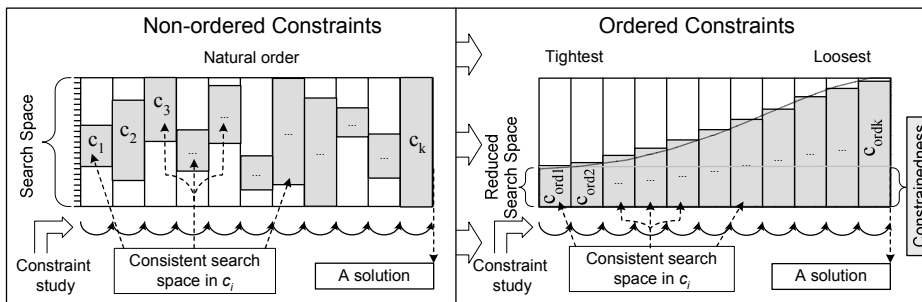 Non-ordered Constraints
Natural order
Search Space
c1
c2
c3
...
...
...
...
...
...
...
ck
Constraint
study
Consistent search
space in ci
A solution
Ordered Constraints
Tightest
Loosest
Reduced
Search Space
cord1
cord2
...
...
...
...
...
...
...
...
cordk
Constrainedness
Constraint
study
Consistent search
space in ci
A solution